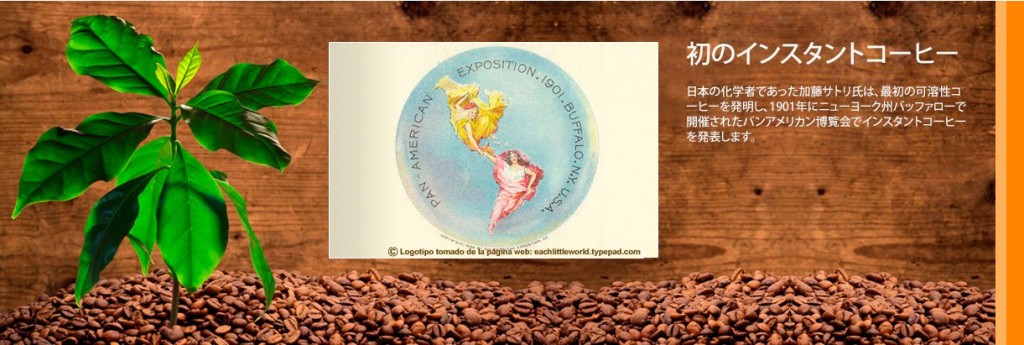 PAN-AMERICAN EXPOSITION. 1901. BUFFALO. N.Y. U.S.A.
© Logotipo tomado de la página web: eachlittleworld.typepad.com
初のインスタントコーヒー
日本の化学者であった加藤サトリ氏は、最初の可溶性コ
ーヒーを発明し、1901年にニューヨーク州バッファローで
開催されたパンアメリカン博覧会でインスタントコーヒー
を発表します。